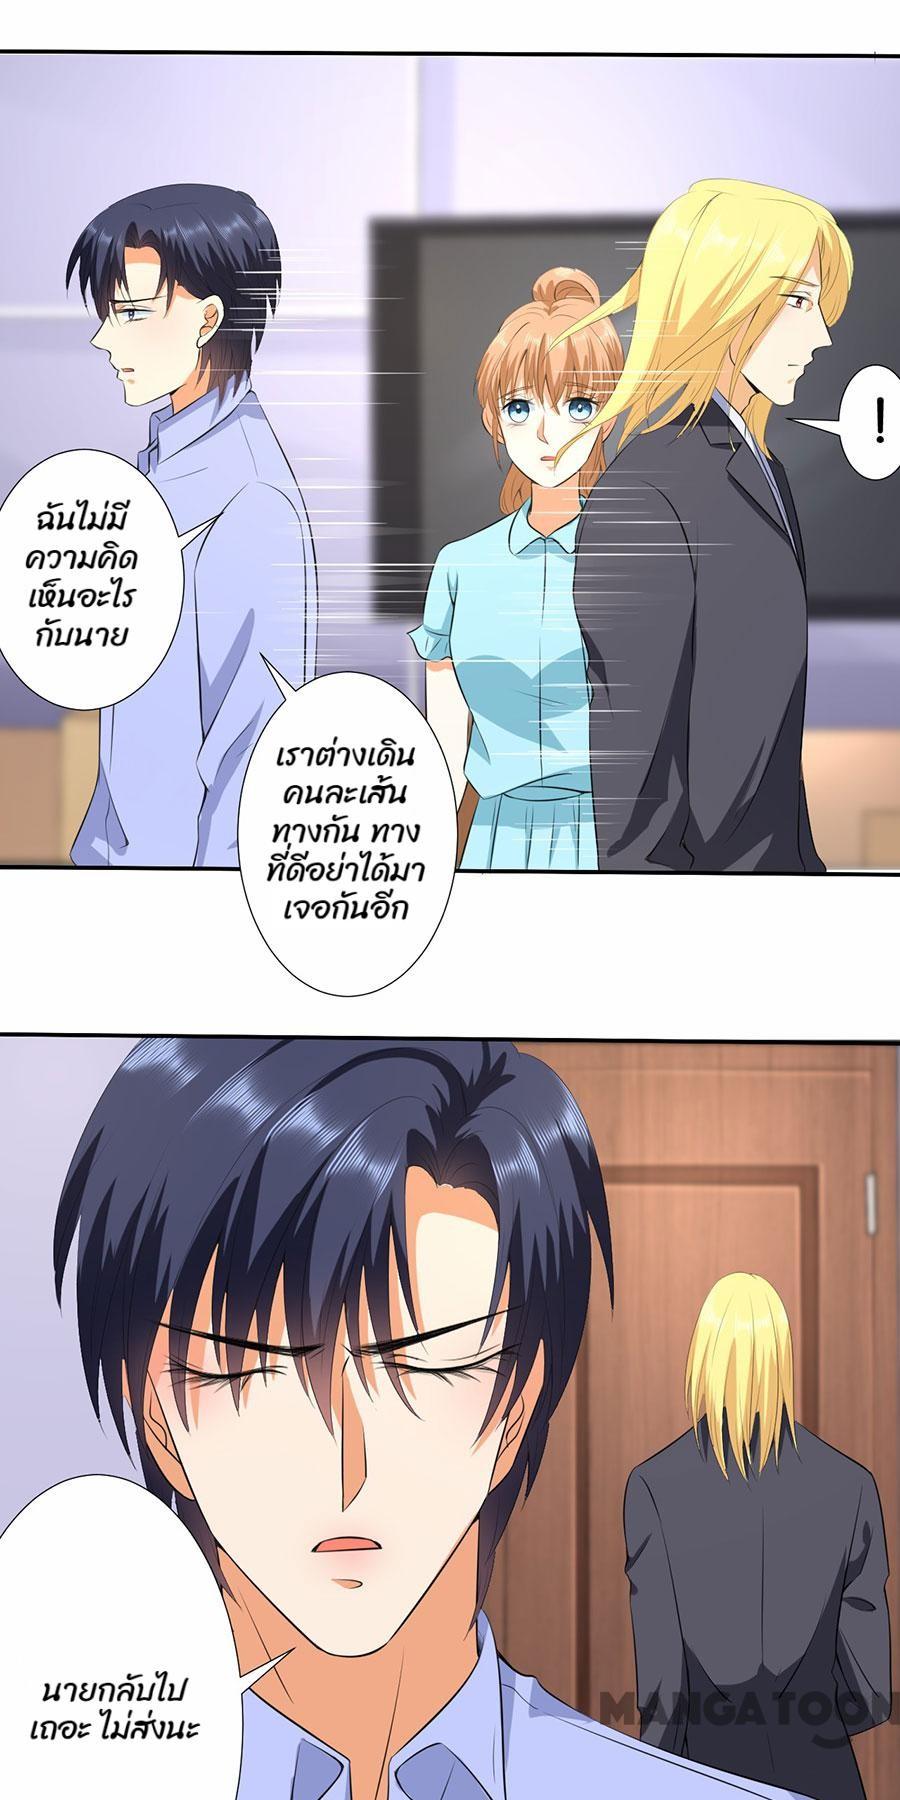 !
ฉันไม่มี
ความคิด
เห็นอะไร
กับนาย
เราต่างเดิน
คนละเส้น
ทางกัน ทาง
ที่ดีอย่าได้มา
เจอกันอีก
นายกลับไป
เถอะ ไม่ส่งนะ
MANGATOON